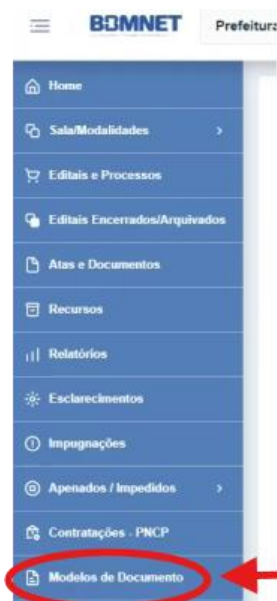 BBMNET Prefeitura
Home
Sala/Modalidades
Editais e Processos
Editais Encerrados/Arquivados
Atas e Documentos
Recursos
Relatórios
Esclarecimentos
Impugnações
Apenados / Impedidos
Contratações - PNCP
Modelos de Documento